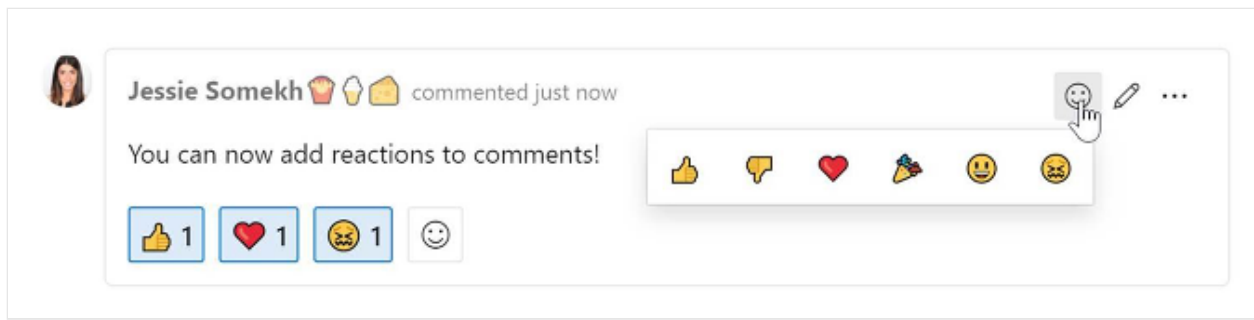 Jessie Somekh🍟🍦🧀 commented just now
You can now add reactions to comments!
👍 1 ❤️ 1 😖 1